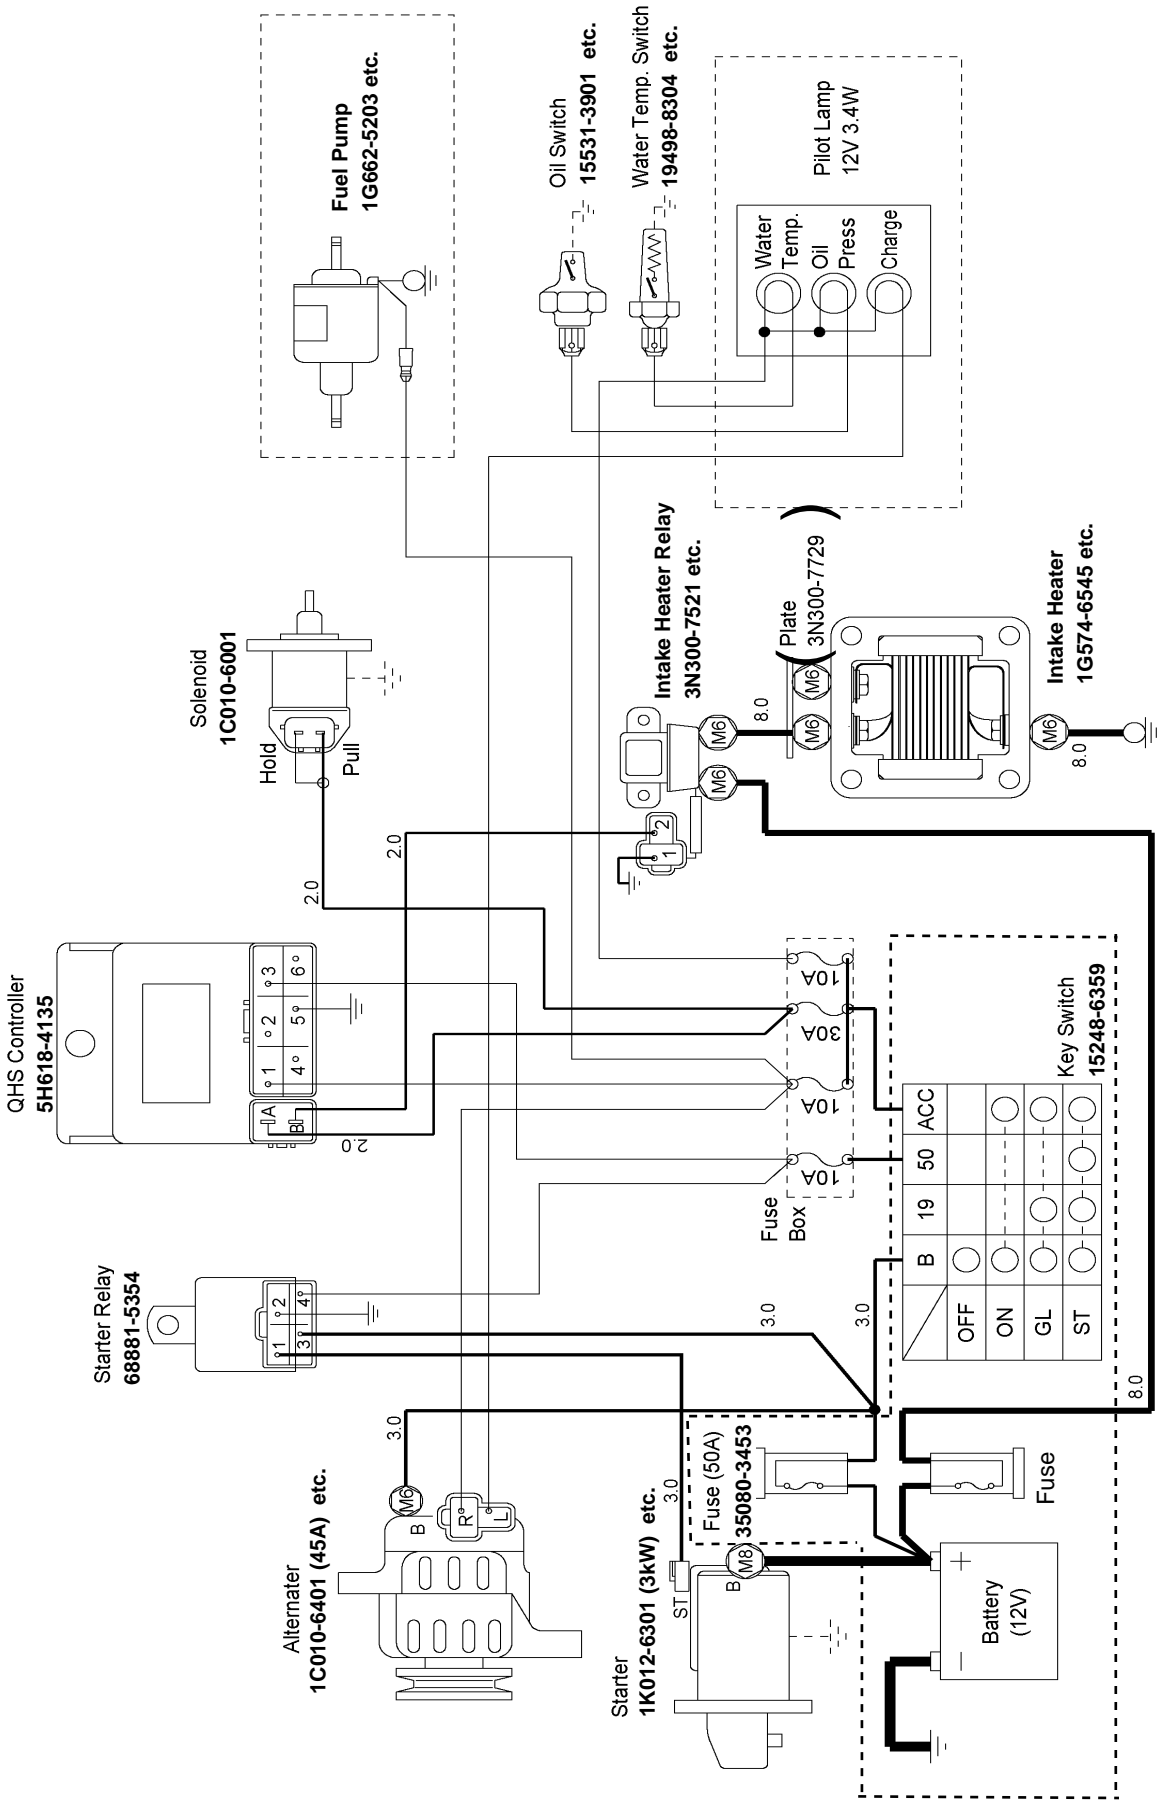 Starter Relay
68881-5354
1
2
3
4
QHS Controller
5H618-4135
A
B
1
2
3
4
5
6
2.0
Solenoid
1C010-6001
Hold
Pull
2.0
2.0
Fuel Pump
1G662-5203 etc.
Alternater
1C010-6401 (45A) etc.
M6
B
R
L
3.0
Oil Switch
15531-3901 etc.
Water Temp. Switch
19498-8304 etc.
Intake Heater Relay
3N300-7521 etc.
1
2
M6
M6
8.0
Starter
1K012-6301 (3kW) etc.
ST
B
M8
3.0
Fuse (50A)
35080-3453
3.0
3.0
Fuse
Box
10A
10A
30A
10A
Plate
3N300-7729
M6
M6
Water
Temp.
Oil
Press
Charge
Pilot Lamp
12V 3.4W
Intake Heater
1G574-6545 etc.
M6
8.0
Battery
(12V)
+
−
Fuse
8.0
Key Switch
15248-6359
B
19
50
ACC
OFF
ON
GL
ST